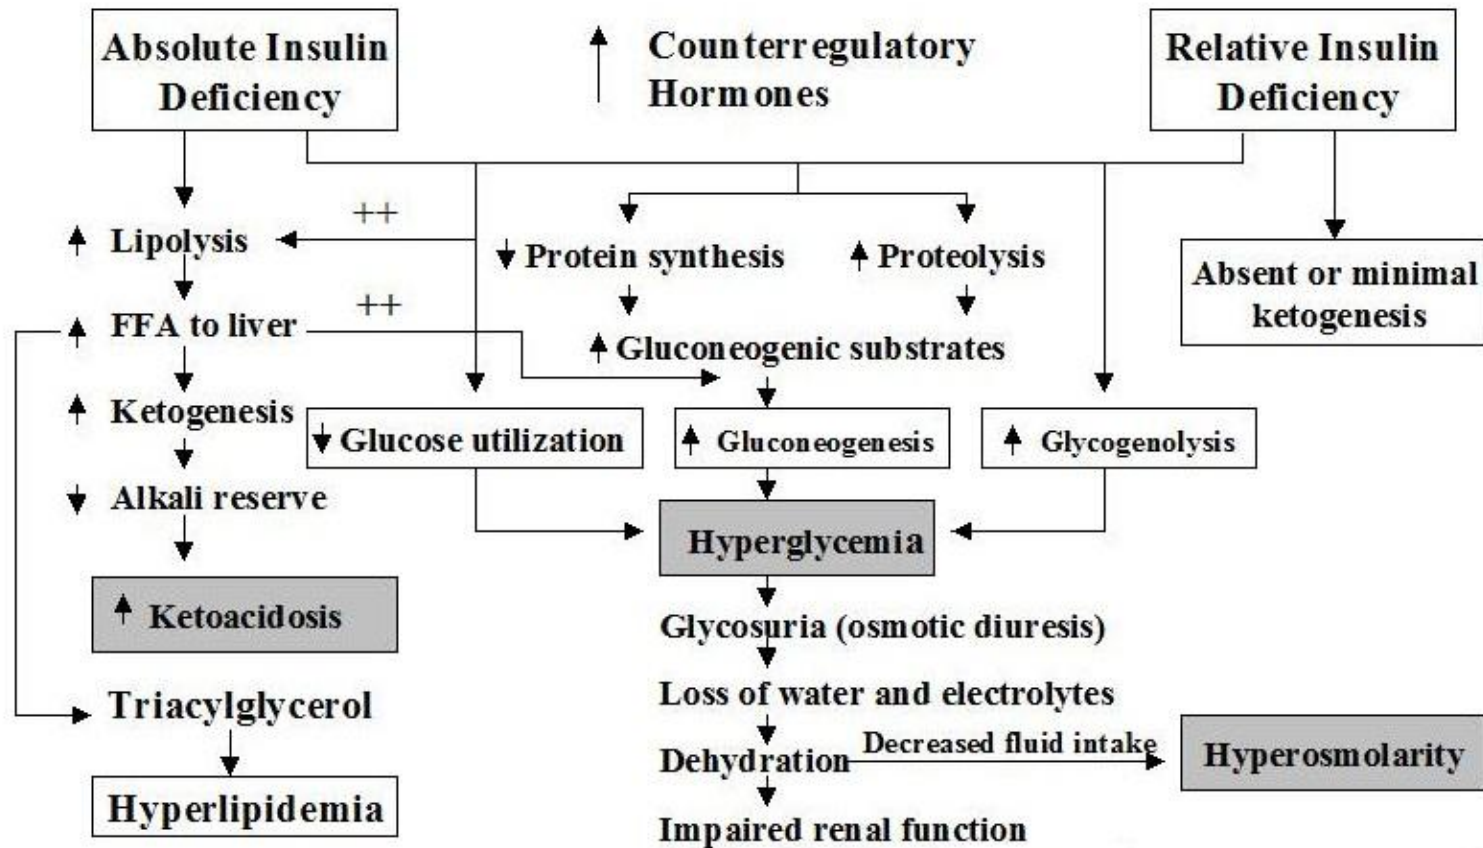 Absolute Insulin
Deficiency
Counterregulatory
Hormones
Relative Insulin
Deficiency
++
Lipolysis
Protein synthesis
Proteolysis
Absent or minimal
ketogenesis
++
FFA to liver
Gluconeogenic substrates
Ketogenesis
Glucose utilization
Gluconeogenesis
Glycogenolysis
Alkali reserve
Hyperglycemia
Ketoacidosis
Glycosuria (osmotic diuresis)
Triacylglycerol
Loss of water and electrolytes
Decreased fluid intake
Dehydration
Hyperosmolarity
Hyperlipidemia
Impaired renal function